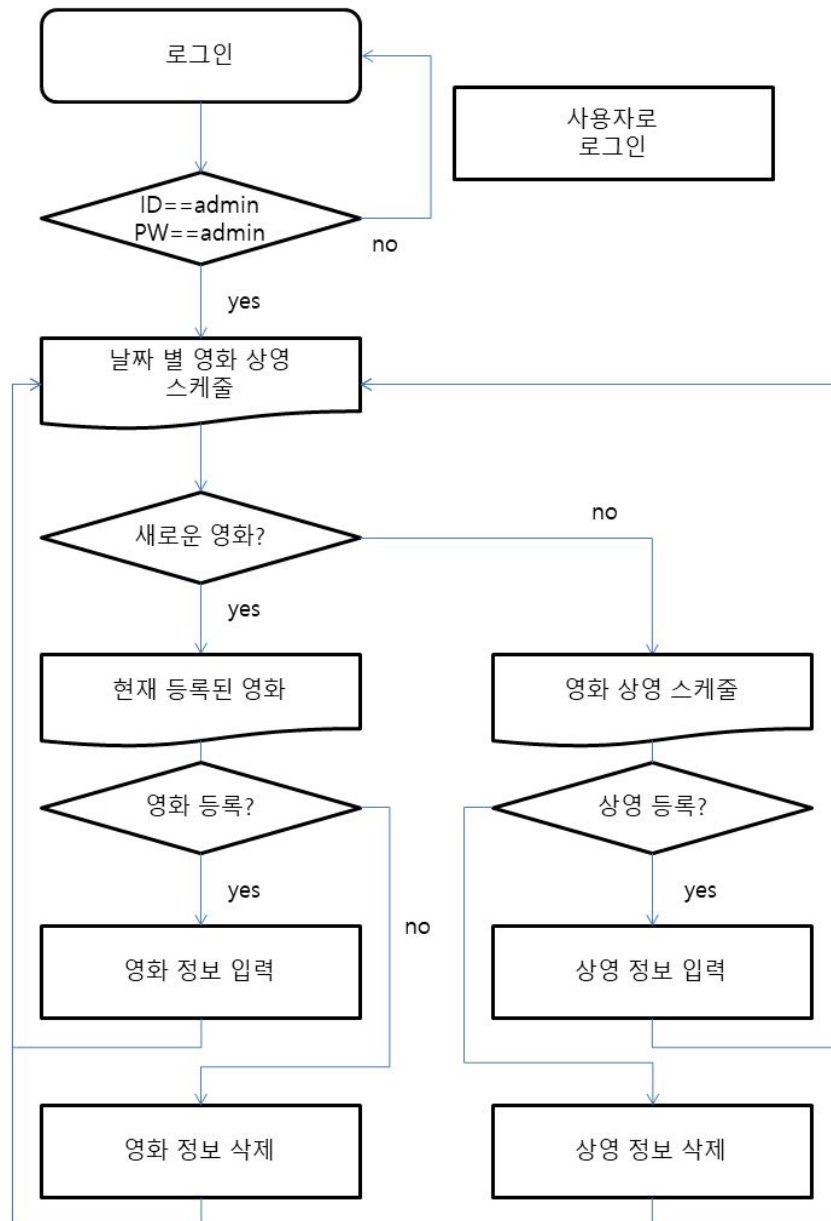 로그인
사용자로
로그인
ID==admin
PW==admin
no
yes
날짜 별 영화 상영
스케줄
새로운 영화?
no
yes
현재 등록된 영화
영화 상영 스케줄
영화 등록?
상영 등록?
yes
no
yes
영화 정보 입력
상영 정보 입력
영화 정보 삭제
상영 정보 삭제